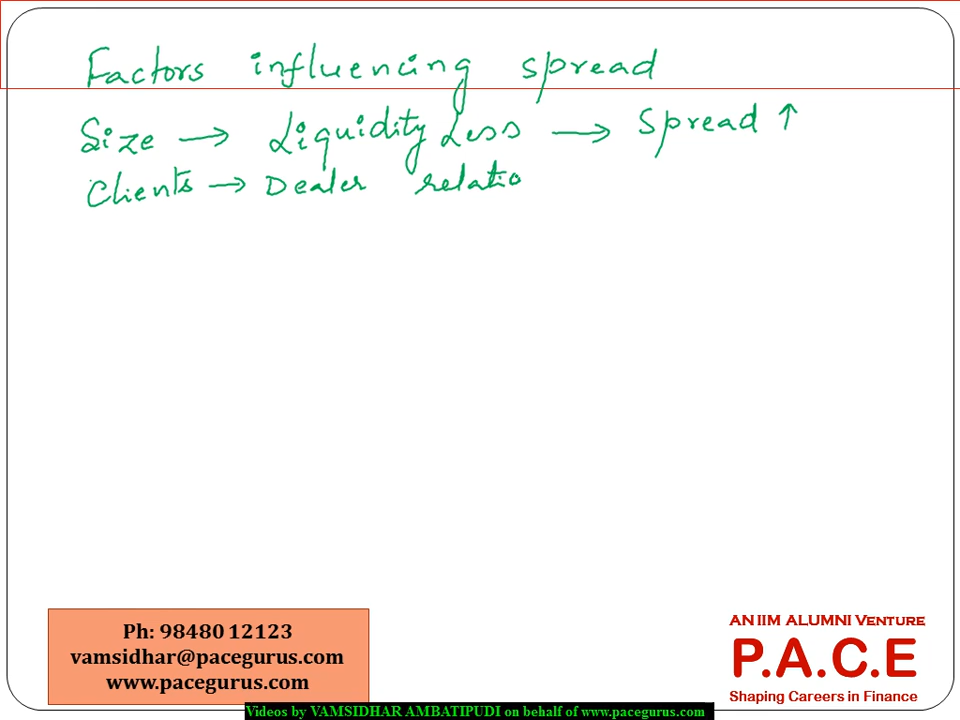 Factors influencing spread
Size → Liquidity Less → Spread ↑
Clients → Dealer relatio
Ph: 98480 12123
vamsidhar@pacegurus.com
www.pacegurus.com
AN IIM ALUMNI VENTURE
P.A.C.E
Shaping Careers in Finance
Videos by VAMSIDHAR AMBATIPUDI on behalf of www.pacegurus.com